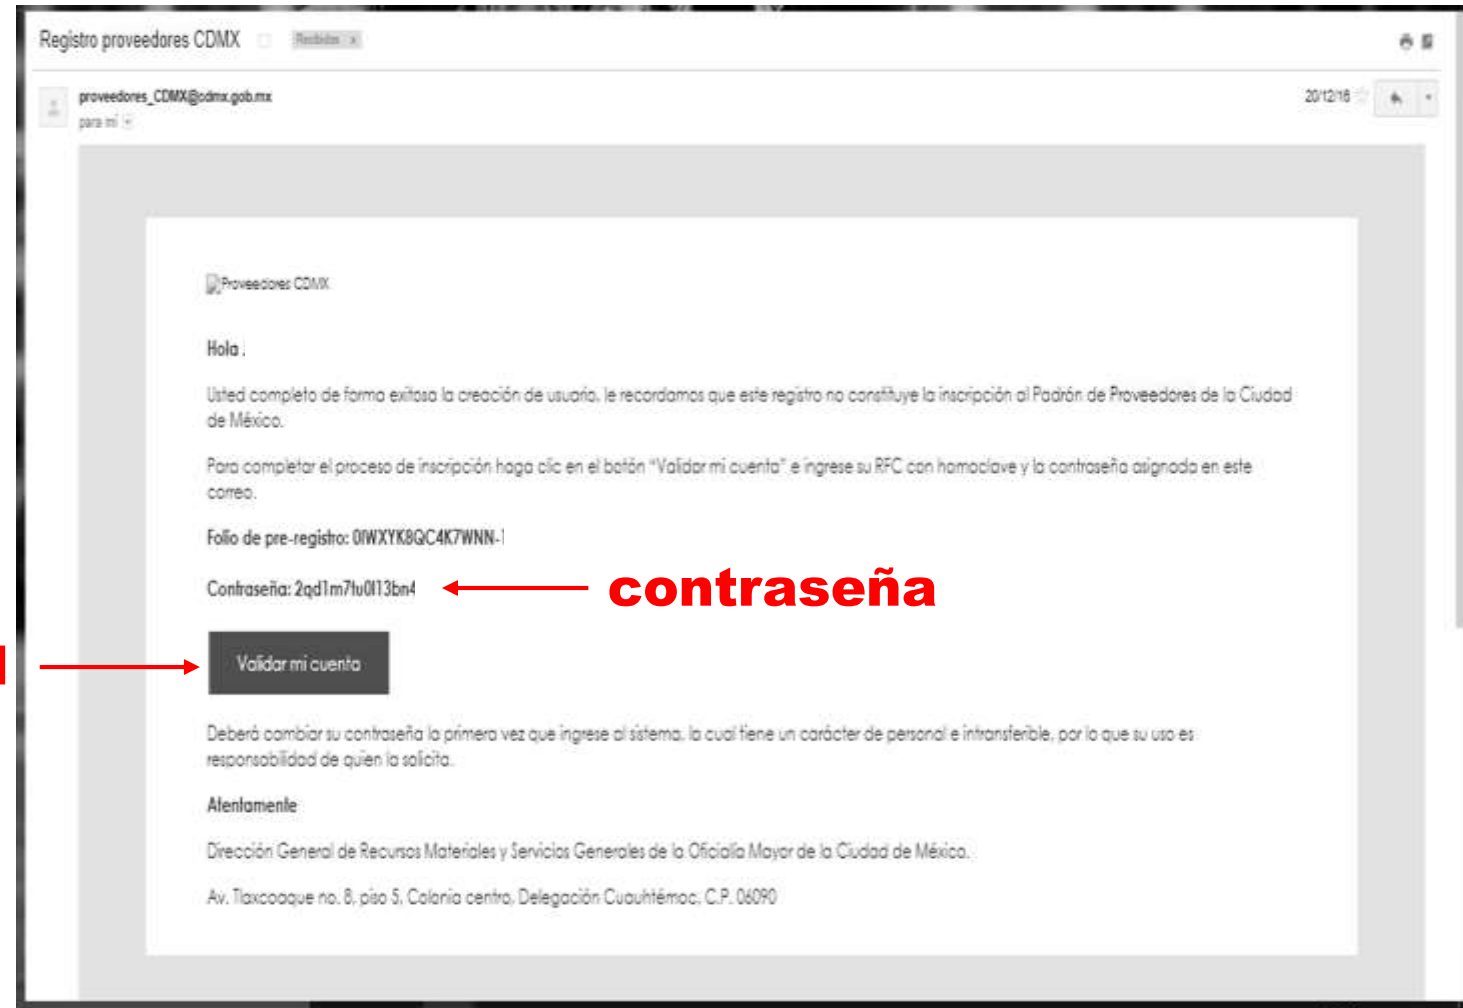 Registro proveedores CDMX Recibidos x
proveedores_CDMX@cdmx.gob.mx 20/12/16
para mí
Proveedores CDMX
Hola .
Usted completo de forma exitosa la creación de usuario, le recordamos que este registro no constituye la inscripción al Padrón de Proveedores de la Ciudad
de México.
Para completar el proceso de inscripción haga clic en el botón "Validar mi cuenta" e ingrese su RFC con homoclave y la contraseña asignada en este
correo.
Folio de pre-registro:
Contraseña: contraseña
Validar mi cuenta
Deberá cambiar su contraseña la primera vez que ingrese al sistema, la cual tiene un carácter de personal e intransferible, por lo que su uso es
responsabilidad de quien la solicita.
Atentamente
Dirección General de Recursos Materiales y Servicios Generales de la Oficialía Mayor de la Ciudad de México.
Av. Tlaxcoaque no. 8, piso 5, Colonia centro, Delegación Cuauhtémoc, C.P. 06090